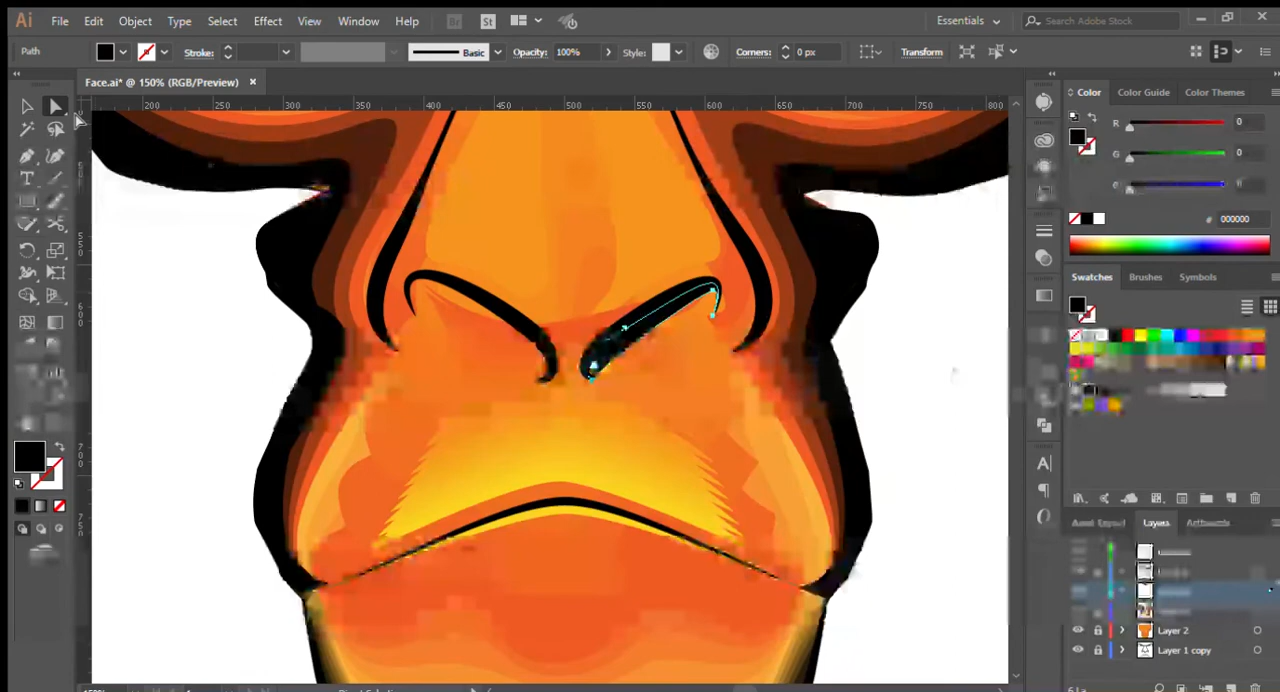 Ai File Edit Object Type Select Effect View Window Help Br St Essentials Search Adobe Stock
Path Stroke: Basic Opacity: 100% Style: Corners: 0 px Transform
Face.ai* @ 150% (RGB/Preview)
200 250 300 350 400 450 500 550 600 650 700 750 800
Color Color Guide Color Themes
R 0
G 0
# 000000
Swatches Brushes Symbols
Layers
Layer 2
Layer 1 copy